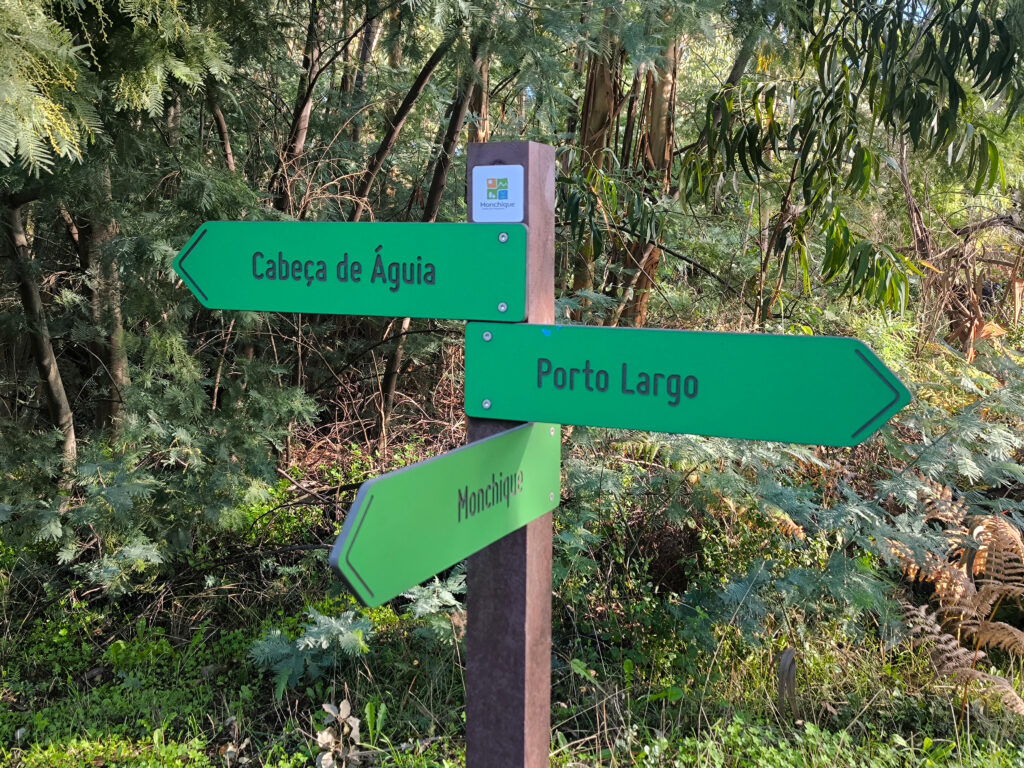 Monchique
Cabeça de Águia
Porto Largo
Monchique